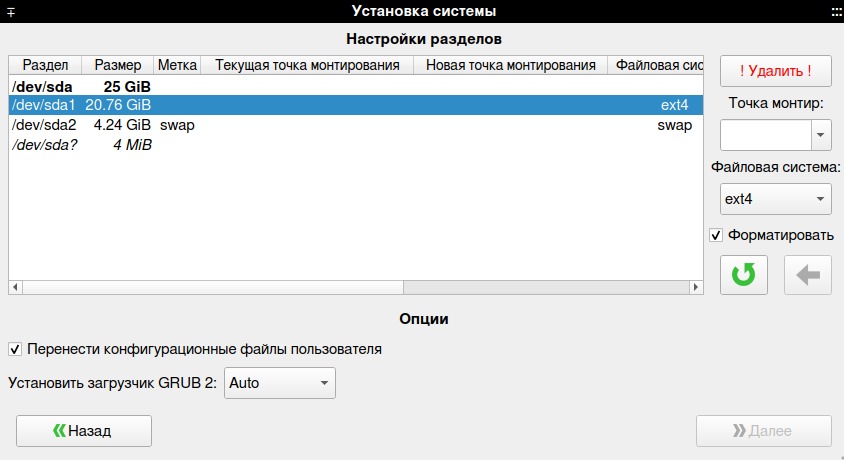 Установка системы
Настройки разделов
Раздел Размер Метка Текущая точка монтирования Новая точка монтирования Файловая сис
/dev/sda 25 GiB
/dev/sda1 20.76 GiB ext4
/dev/sda2 4.24 GiB swap swap
/dev/sda? 4 MiB
! Удалить !
Точка монтир:
Файловая система:
ext4
Форматировать
Опции
Перенести конфигурационные файлы пользователя
Установить загрузчик GRUB 2: Auto
Назад Далее